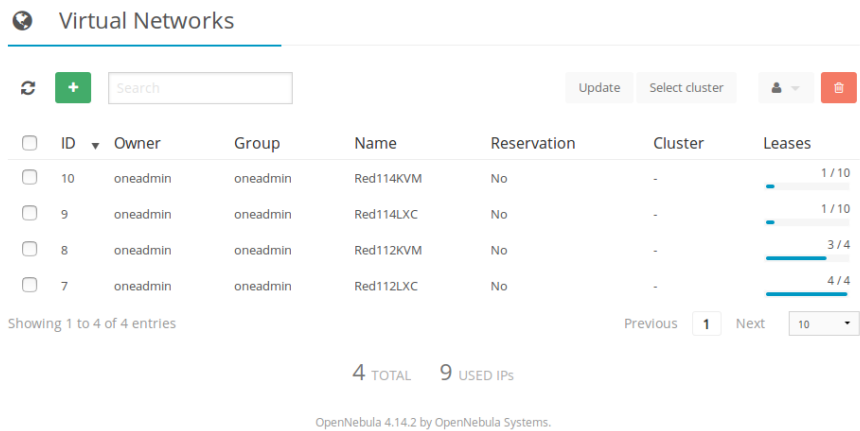 Virtual Networks
+ Search Update Select cluster
ID Owner Group Name Reservation Cluster Leases
10 oneadmin oneadmin Red114KVM No - 1 / 10
9 oneadmin oneadmin Red114LXC No - 1 / 10
8 oneadmin oneadmin Red112KVM No - 3 / 4
7 oneadmin oneadmin Red112LXC No - 4 / 4
Showing 1 to 4 of 4 entries Previous 1 Next 10
4 TOTAL 9 USED IPs
OpenNebula 4.14.2 by OpenNebula Systems.